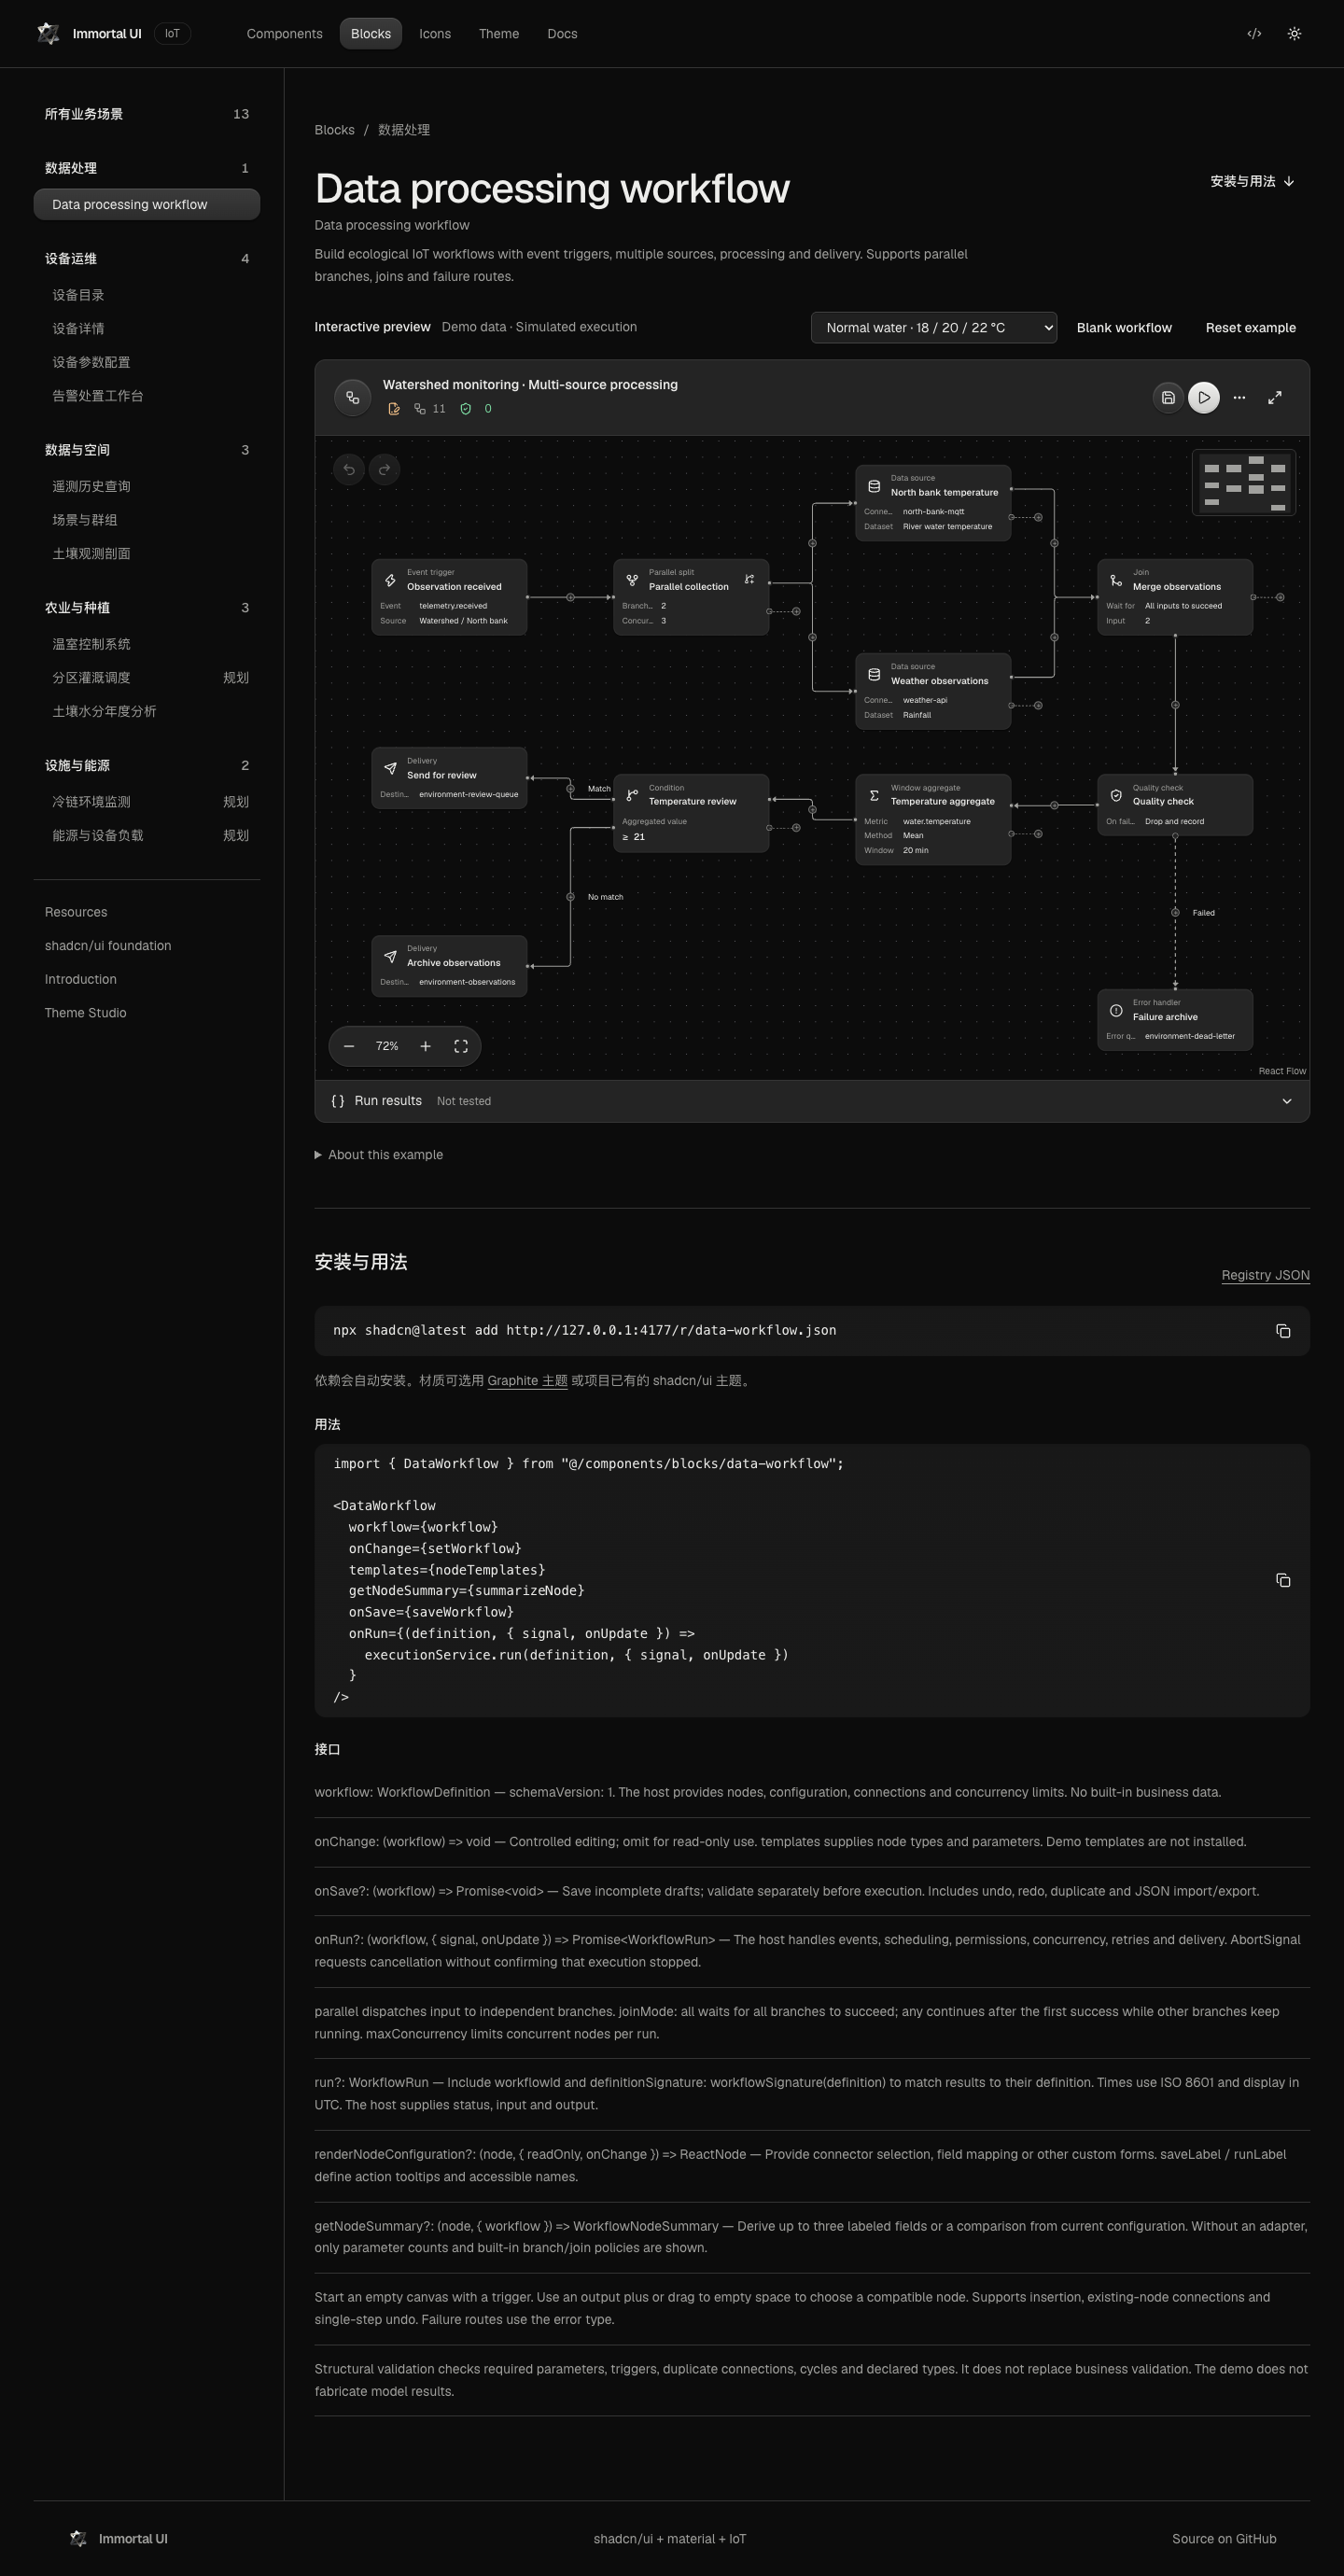 Immortal UI
IoT
Components
Blocks
Icons
Theme
Docs
所有业务场景 13
数据处理 1
Data processing workflow
设备运维 4
设备目录
设备详情
设备参数配置
告警处置工作台
数据与空间 3
遥测历史查询
场景与群组
土壤观测剖面
农业与种植 3
温室控制系统
分区灌溉调度 规划
土壤水分年度分析
设施与能源 2
冷链环境监测 规划
能源与设备负载 规划
Resources
shadcn/ui foundation
Introduction
Theme Studio
Blocks / 数据处理
Data processing workflow
安装与用法
Data processing workflow
Build ecological IoT workflows with event triggers, multiple sources, processing and delivery. Supports parallel
branches, joins and failure routes.
Interactive preview Demo data · Simulated execution
Normal water · 18 / 20 / 22 °C
Blank workflow
Reset example
Watershed monitoring · Multi-source processing
11 0
Data source
North bank temperature
Conne... north-bank-mqtt
Dataset River water temperature
Event trigger
Observation received
Event telemetry.received
Source Watershed / North bank
Parallel split
Parallel collection
Branch... 2
Concur... 3
Join
Merge observations
Wait for All inputs to succeed
Input 2
Data source
Weather observations
Conne... weather-api
Dataset Rainfall
Delivery
Send for review
Destin... environment-review-queue
Match
Condition
Temperature review
Aggregated value
≥ 21
Window aggregate
Temperature aggregate
Metric water.temperature
Method Mean
Window 20 min
Quality check
Quality check
On fail... Drop and record
No match
Failed
Delivery
Archive observations
Destin... environment-observations
Error handler
Failure archive
Error q... environment-dead-letter
72%
React Flow
Run results Not tested
About this example
安装与用法
Registry JSON
npx shadcn@latest add http://127.0.0.1:4177/r/data-workflow.json
依赖会自动安装。材质可选用 Graphite 主题 或项目已有的 shadcn/ui 主题。
用法
import { DataWorkflow } from "@/components/blocks/data-workflow";
<DataWorkflow
workflow={workflow}
onChange={setWorkflow}
templates={nodeTemplates}
getNodeSummary={summarizeNode}
onSave={saveWorkflow}
onRun={(definition, { signal, onUpdate }) =>
executionService.run(definition, { signal, onUpdate })
}
/>
接口
workflow: WorkflowDefinition — schemaVersion: 1. The host provides nodes, configuration, connections and concurrency limits. No built-in business data.
onChange: (workflow) => void — Controlled editing; omit for read-only use. templates supplies node types and parameters. Demo templates are not installed.
onSave?: (workflow) => Promise<void> — Save incomplete drafts; validate separately before execution. Includes undo, redo, duplicate and JSON import/export.
onRun?: (workflow, { signal, onUpdate }) => Promise<WorkflowRun> — The host handles events, scheduling, permissions, concurrency, retries and delivery. AbortSignal
requests cancellation without confirming that execution stopped.
parallel dispatches input to independent branches. joinMode: all waits for all branches to succeed; any continues after the first success while other branches keep
running. maxConcurrency limits concurrent nodes per run.
run?: WorkflowRun — Include workflowId and definitionSignature: workflowSignature(definition) to match results to their definition. Times use ISO 8601 and display in
UTC. The host supplies status, input and output.
renderNodeConfiguration?: (node, { readOnly, onChange }) => ReactNode — Provide connector selection, field mapping or other custom forms. saveLabel / runLabel
define action tooltips and accessible names.
getNodeSummary?: (node, { workflow }) => WorkflowNodeSummary — Derive up to three labeled fields or a comparison from current configuration. Without an adapter,
only parameter counts and built-in branch/join policies are shown.
Start an empty canvas with a trigger. Use an output plus or drag to empty space to choose a compatible node. Supports insertion, existing-node connections and
single-step undo. Failure routes use the error type.
Structural validation checks required parameters, triggers, duplicate connections, cycles and declared types. It does not replace business validation. The demo does not
fabricate model results.
Immortal UI
shadcn/ui + material + IoT
Source on GitHub